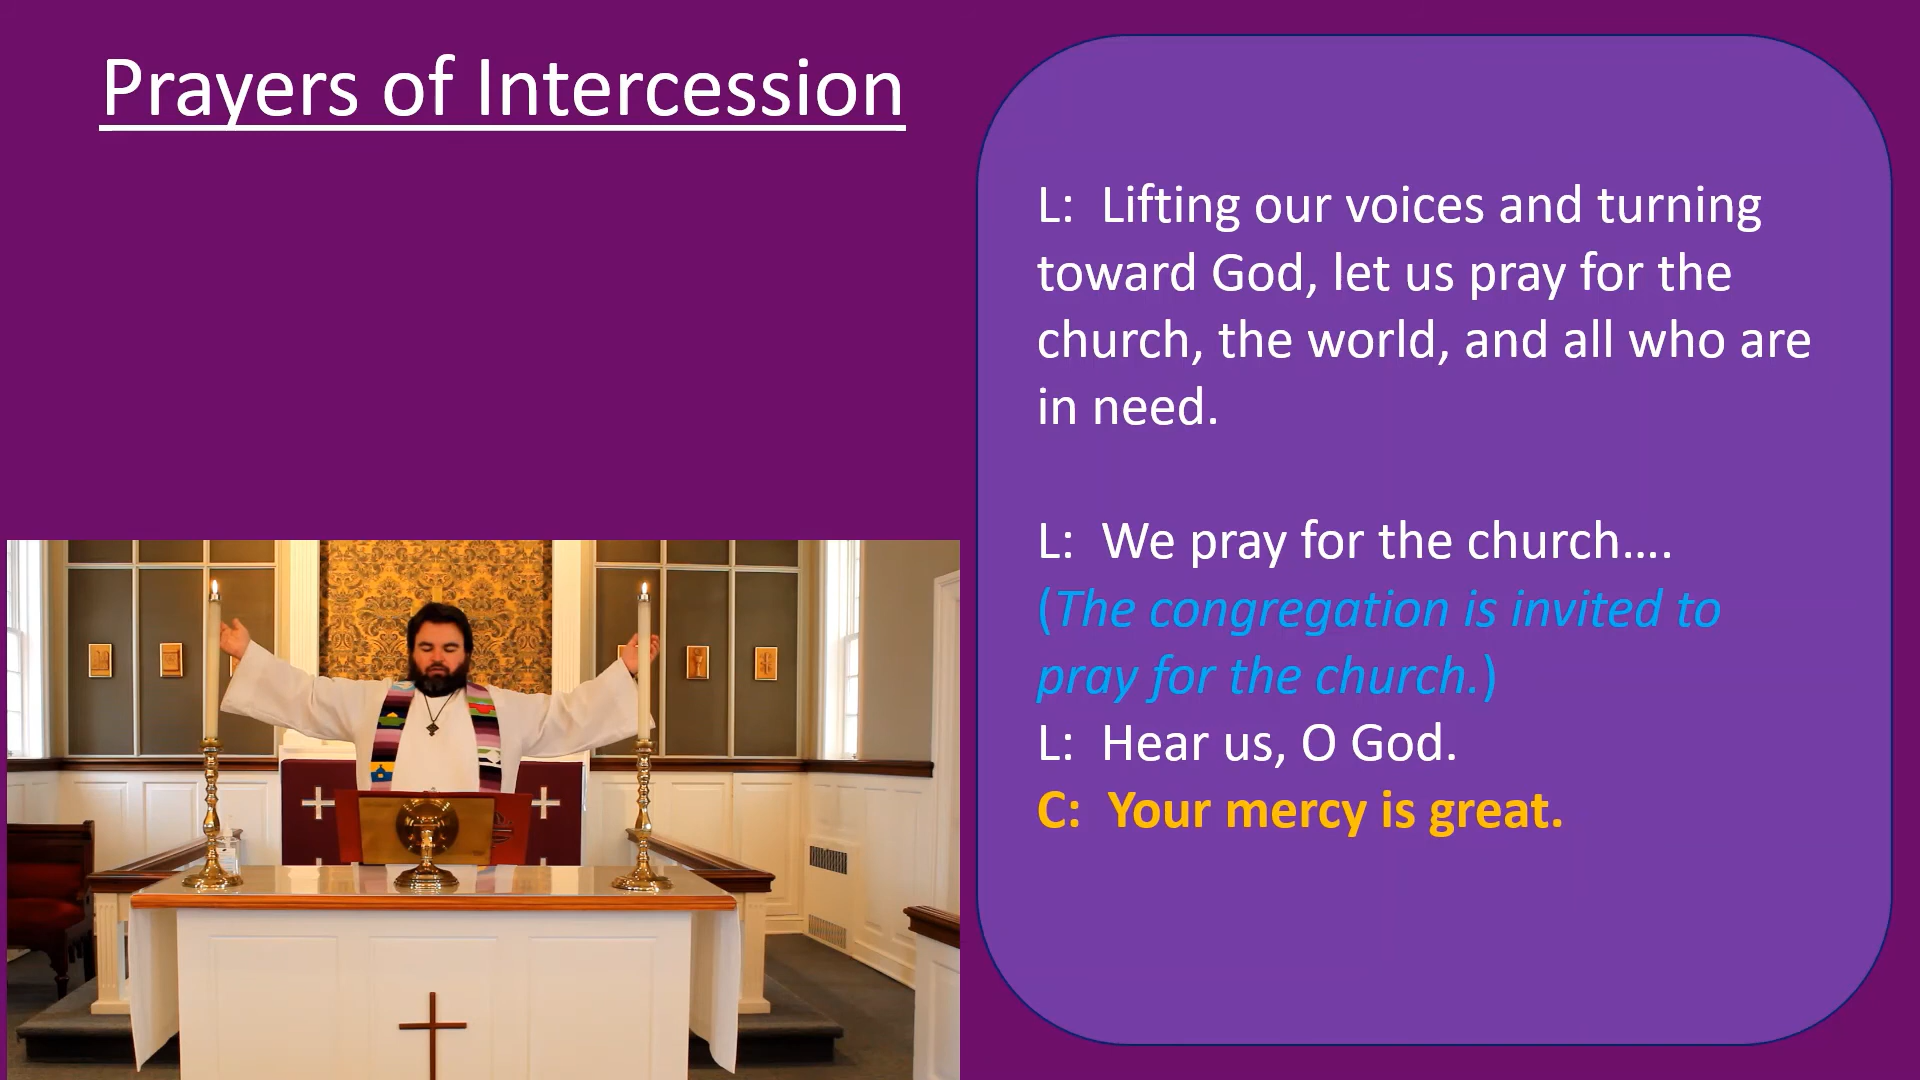 Prayers of Intercession
L:  Lifting our voices and turning
toward God, let us pray for the
church, the world, and all who are
in need.
L:  We pray for the church....
(The congregation is invited to
pray for the church.)
L:  Hear us, O God.
C:  Your mercy is great.